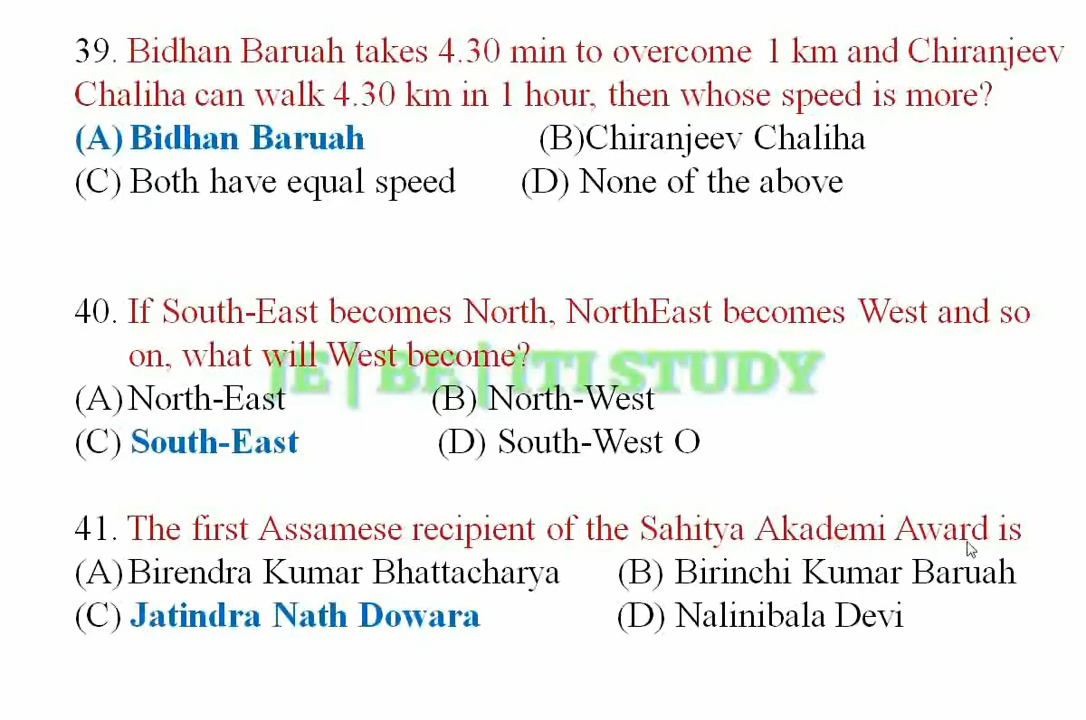 39. Bidhan Baruah takes 4.30 min to overcome 1 km and Chiranjeev
Chaliha can walk 4.30 km in 1 hour, then whose speed is more?
(A) Bidhan Baruah (B)Chiranjeev Chaliha
(C) Both have equal speed (D) None of the above
40. If South-East becomes North, NorthEast becomes West and so
on, what will West become?
JE | BE | ITI STUDY
(A) North-East (B) North-West
(C) South-East (D) South-West O
41. The first Assamese recipient of the Sahitya Akademi Award is
(A) Birendra Kumar Bhattacharya (B) Birinchi Kumar Baruah
(C) Jatindra Nath Dowara (D) Nalinibala Devi